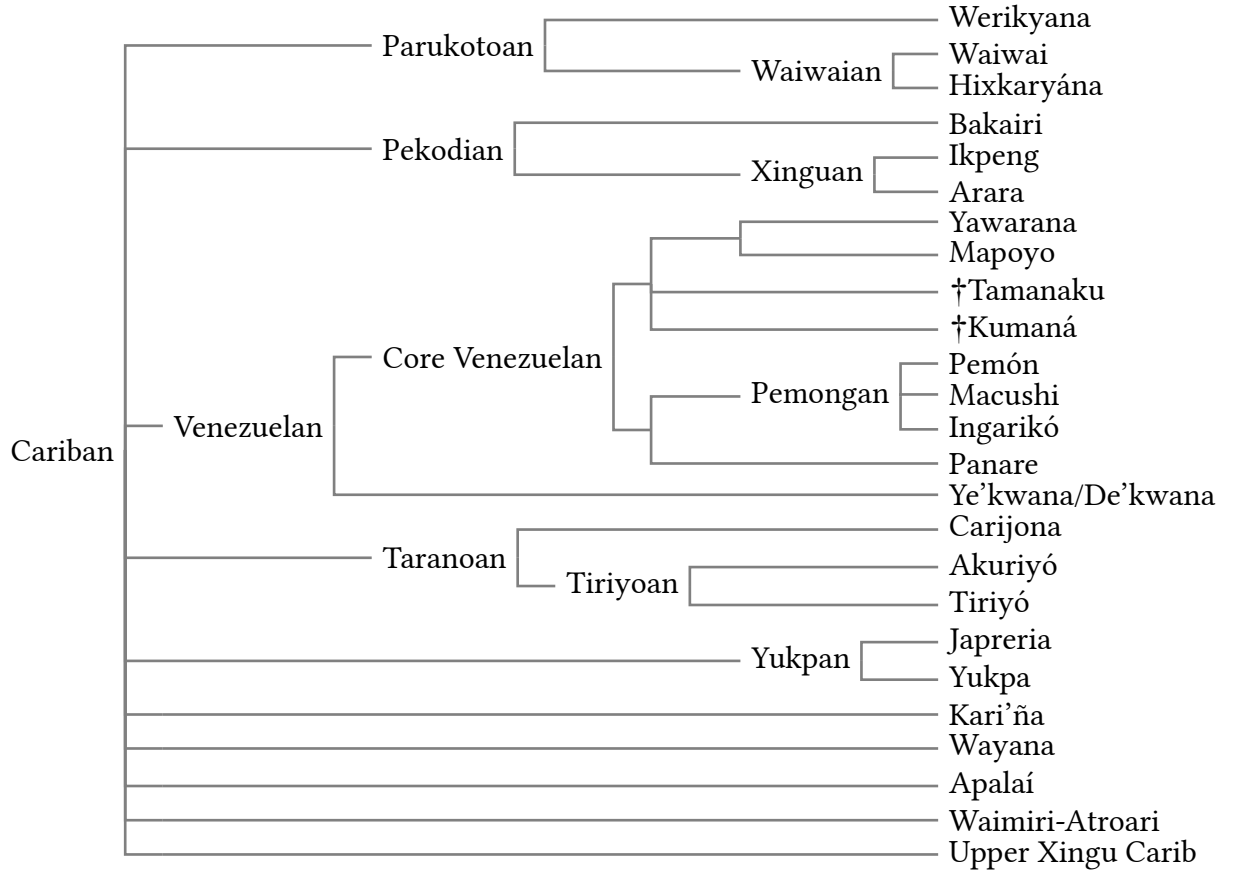 Werikyana
Parukotoan
Waiwai
Waiwaian
Hixkaryána
Bakairi
Pekodian
Ikpeng
Xinguan
Arara
Yawarana
Mapoyo
†Tamanaku
†Kumaná
Core Venezuelan
Pemón
Pemongan
Macushi
Ingarikó
Venezuelan
Cariban
Panare
Ye’kwana/De’kwana
Carijona
Taranoan
Akuriyó
Tiriyoan
Tiriyó
Japreria
Yukpan
Yukpa
Kari’ña
Wayana
Apalaí
Waimiri-Atroari
Upper Xingu Carib